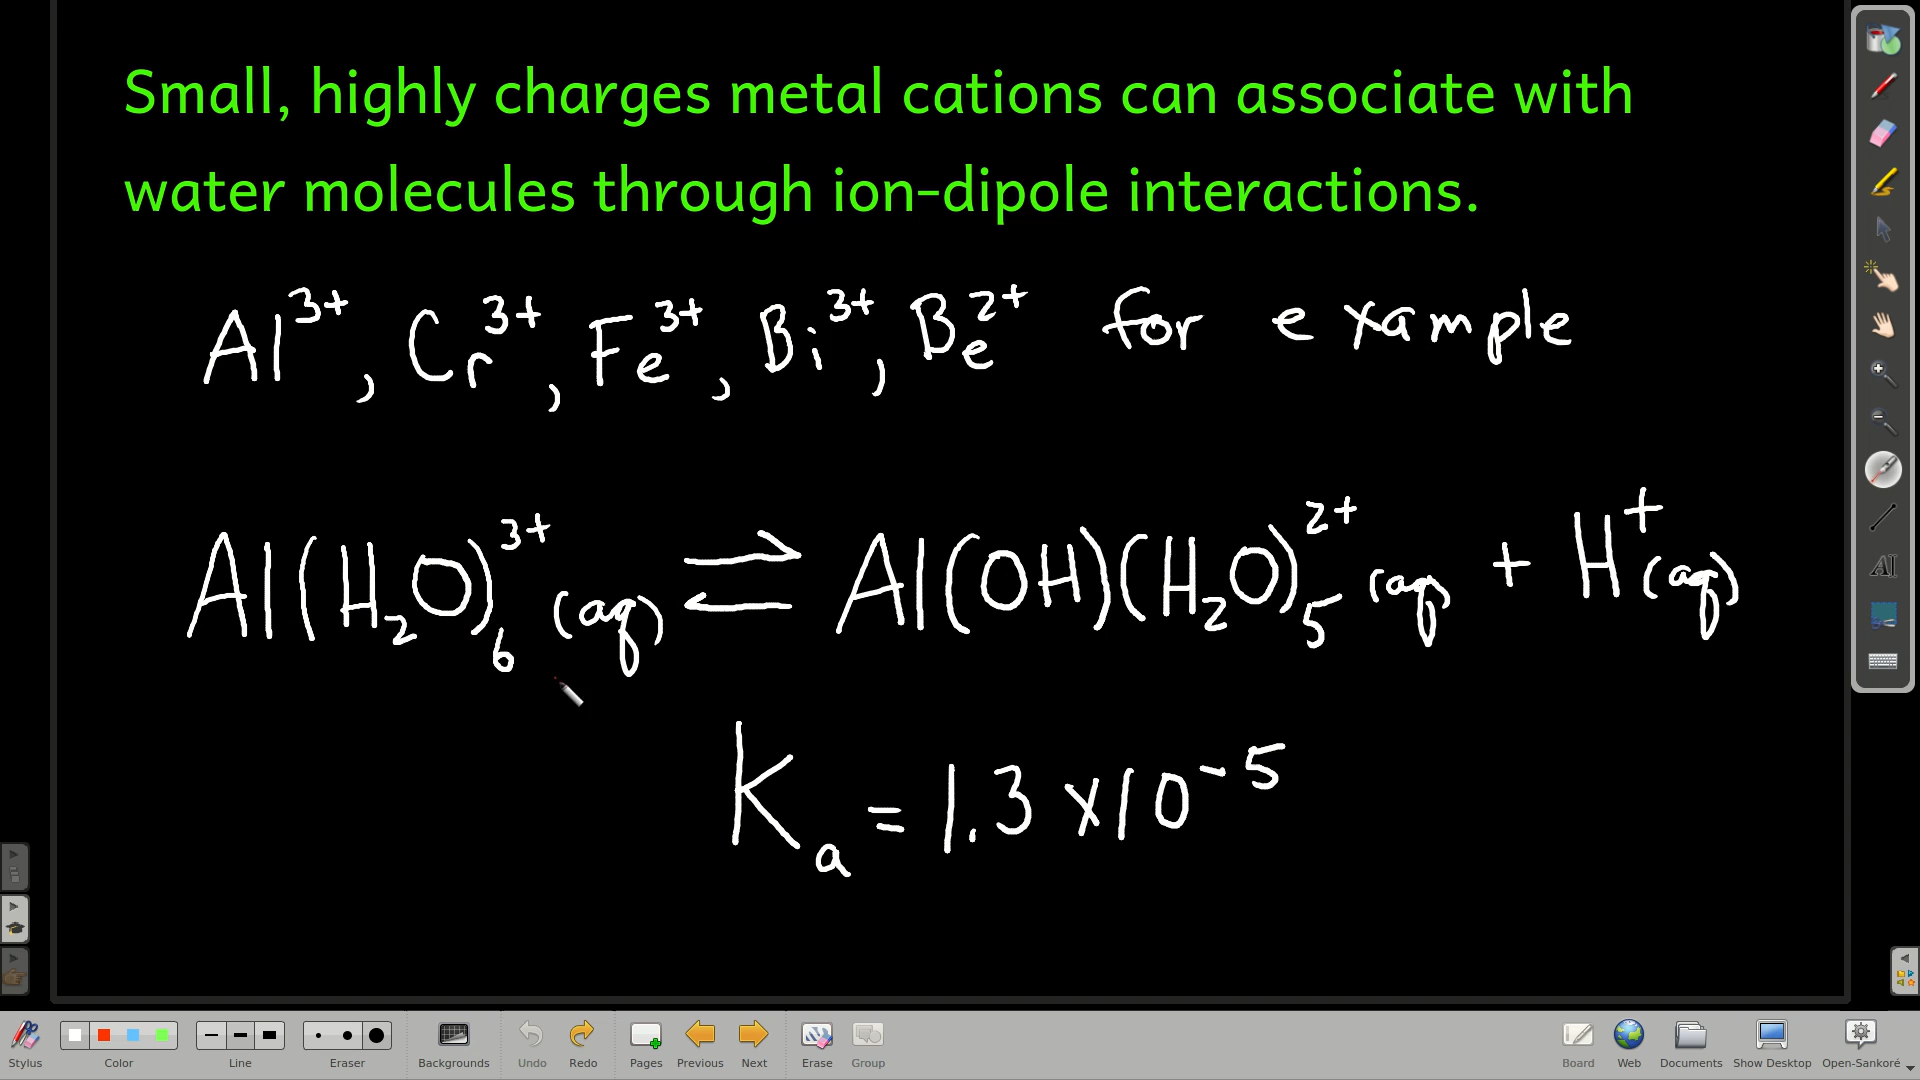 Small, highly charges metal cations can associate with
water molecules through ion-dipole interactions.
Al³⁺, Cr³⁺, Fe³⁺, Bi³⁺, Be²⁺ for example
Al(H₂O)₆³⁺(aq) ⇌ Al(OH)(H₂O)₅²⁺(aq) + H⁺(aq)
Kₐ = 1.3 x10⁻⁵
AI
Stylus Color Line Eraser Backgrounds Undo Redo Pages Previous Next Erase Group Board Web Documents Show Desktop Open-Sankoré